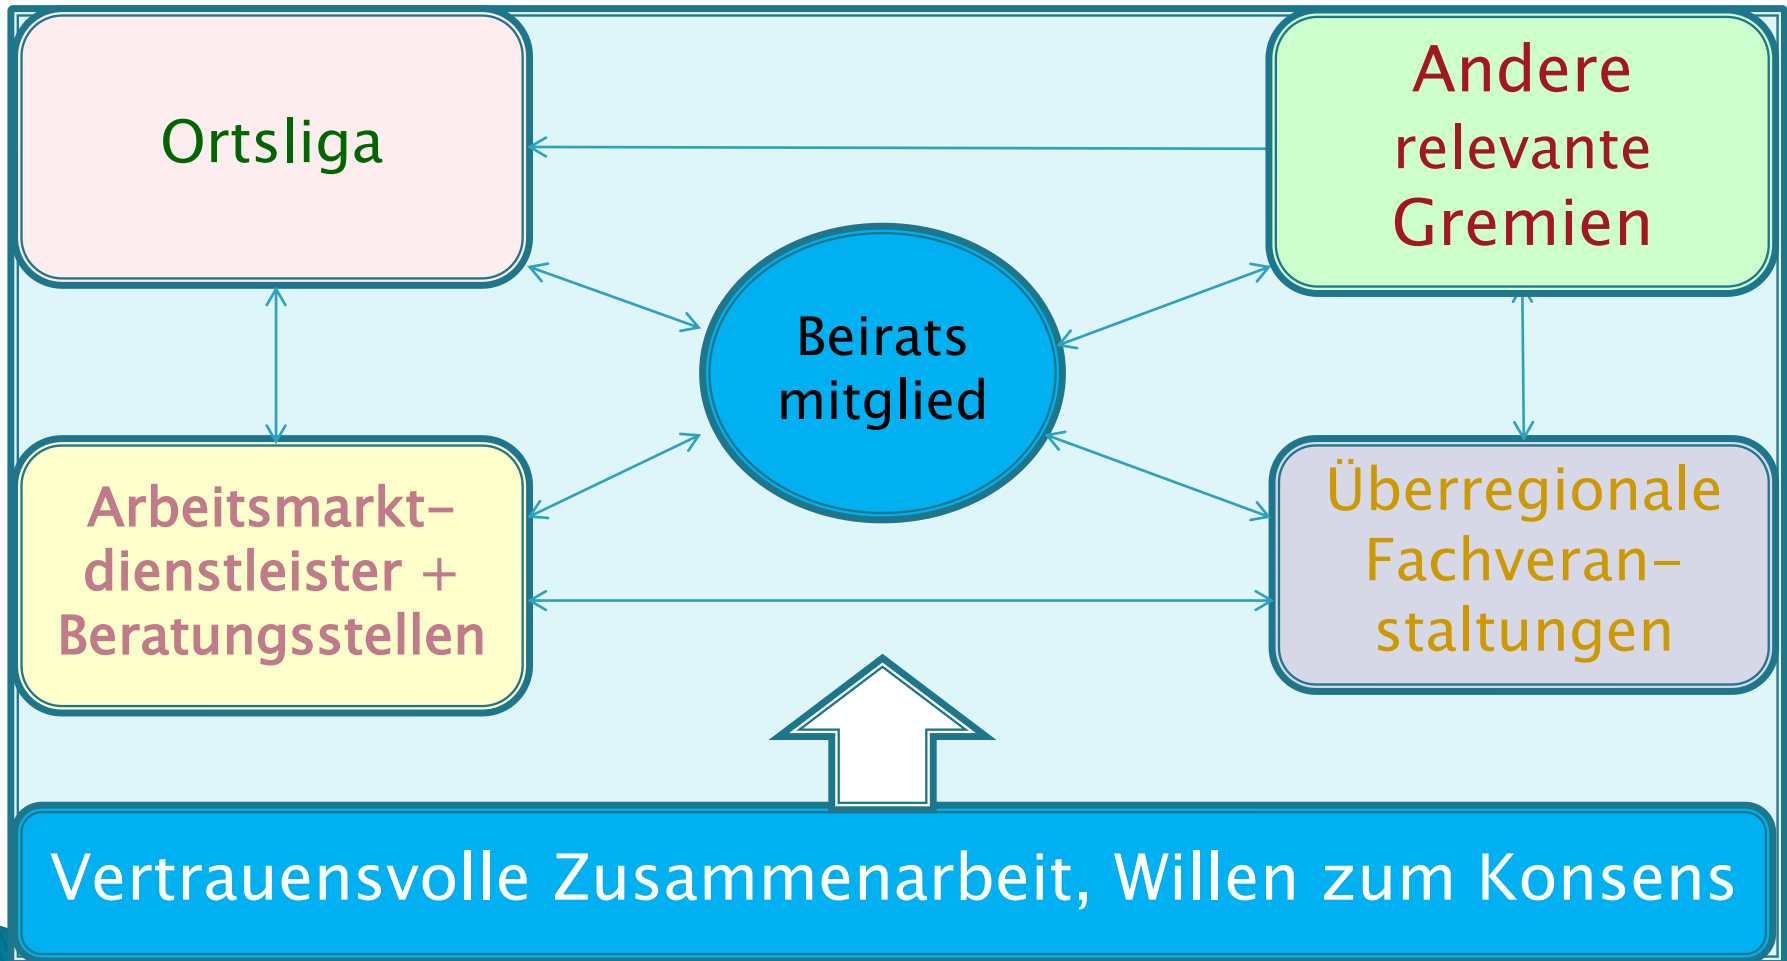 Ortsliga
Andere
relevante
Gremien
Beirats
mitglied
Arbeitsmarkt-
dienstleister +
Beratungsstellen
Überregionale
Fachveran-
staltungen
Vertrauensvolle Zusammenarbeit, Willen zum Konsens